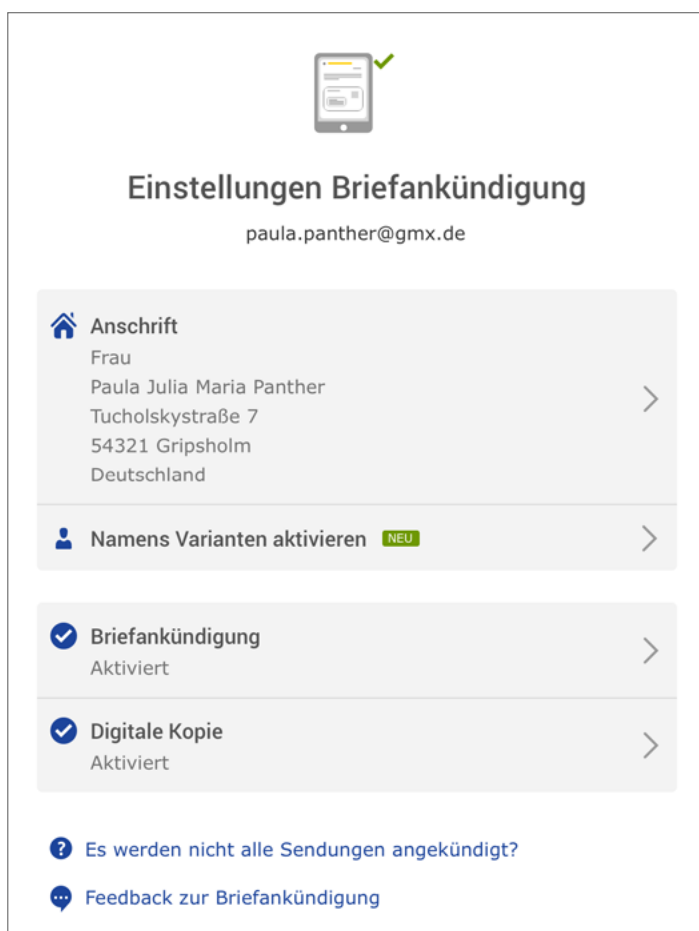 Einstellungen Briefankündigung
paula.panther@gmx.de
Anschrift
Frau
Paula Julia Maria Panther
Tucholskystraße 7
54321 Gripsholm
Deutschland
Namens Varianten aktivieren NEU
Briefankündigung
Aktiviert
Digitale Kopie
Aktiviert
Es werden nicht alle Sendungen angekündigt?
Feedback zur Briefankündigung